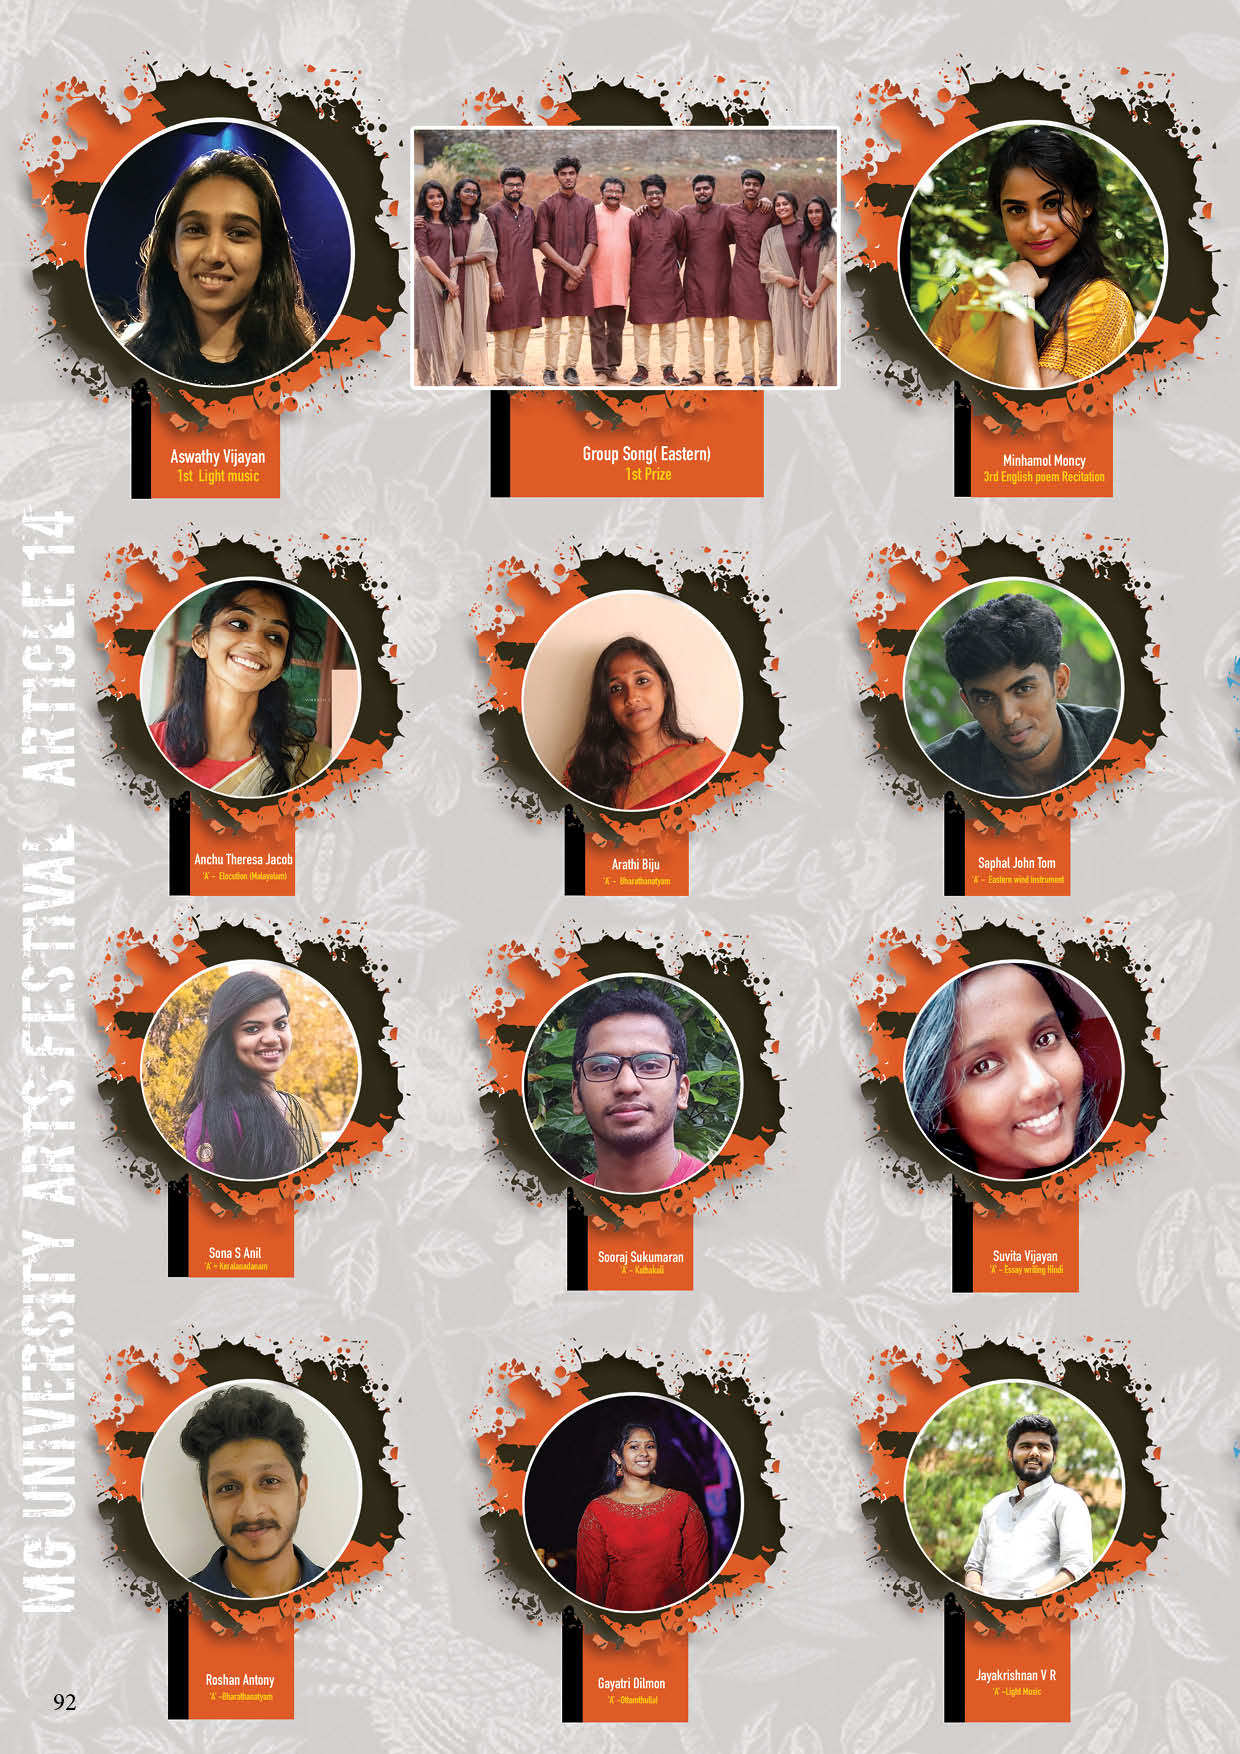 MG UNIVERSITY ARTS FESTIVAL ARTICLE 14
Aswathy Vijayan
1st Light music
Group Song( Eastern)
1st Prize
Minhamol Moncy
3rd English poem Recitation
Anchu Theresa Jacob
'A' - Elocution (Malayalam)
Arathi Biju
'A' - Bharathanatyam
Saphal John Tom
'A' - Eastern wind instrument
Sona S Anil
'A' - Keralanadanam
Sooraj Sukumaran
'A' - Kathakali
Suvita Vijayan
'A' - Essay writing Hindi
Roshan Antony
'A' -Bharathanatyam
Gayatri Dilmon
'A' -Ottamthullal
Jayakrishnan V R
'A' -Light Music
92